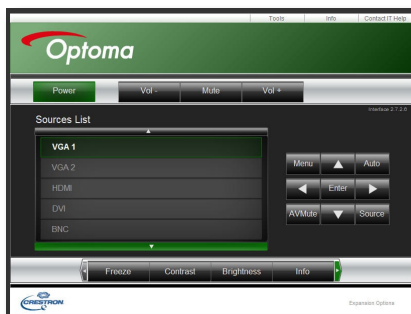 Tools Info Contact IT Help
Optoma
Power Vol - Mute Vol +
Interface 2.7.2.6
Sources List
VGA 1
VGA 2
HDMI
DVI
BNC
Menu Auto
Enter
AVMute Source
Freeze Contrast Brightness Info
CRESTRON
Expansion Options